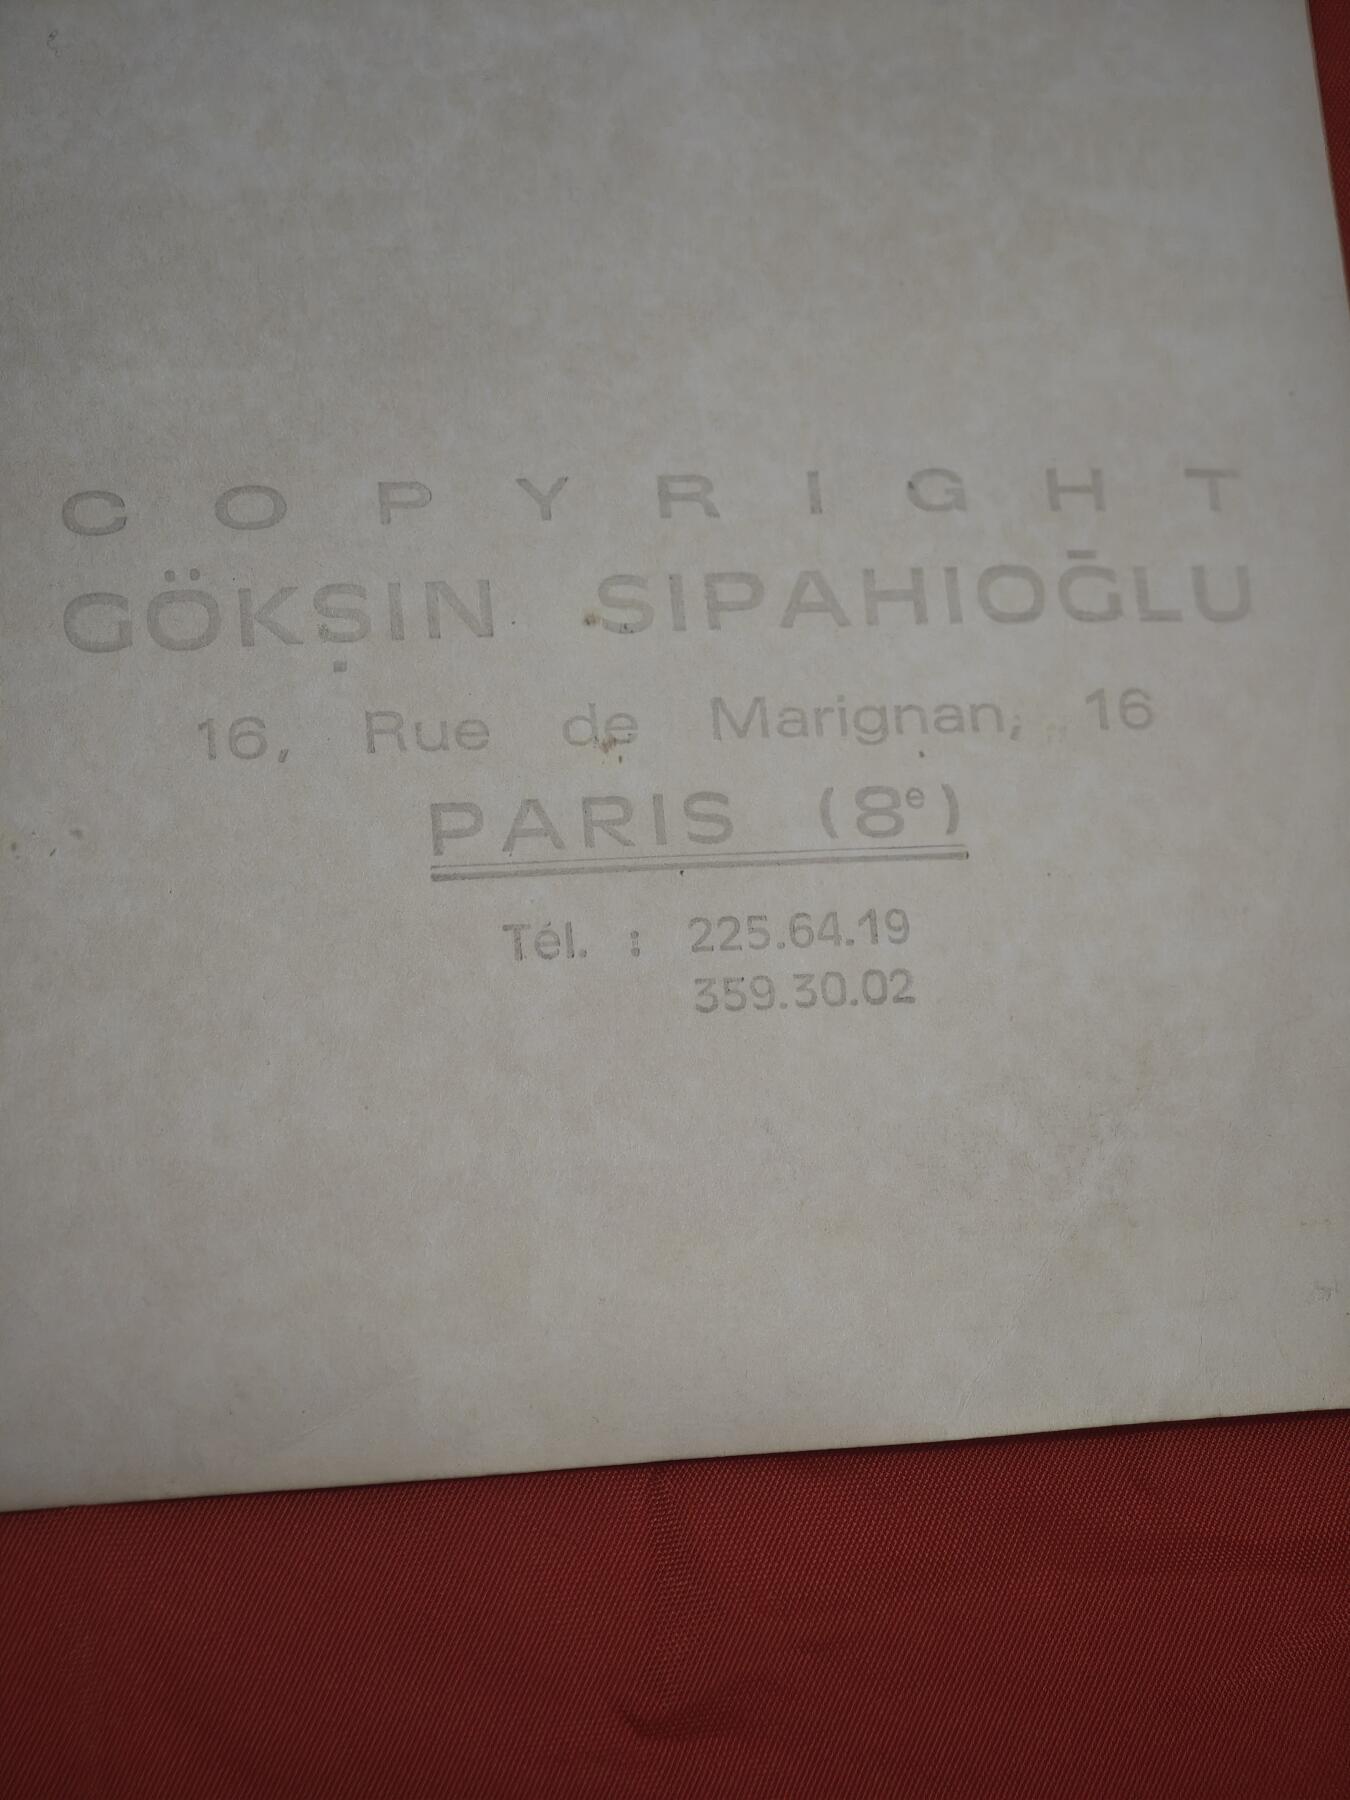 COPYRIGHT
GÖKŞIN SIPAHIOĞLU
16, Rue de Marignan, 16
PARIS (8e)
Tél. : 225.64.19
359.30.02